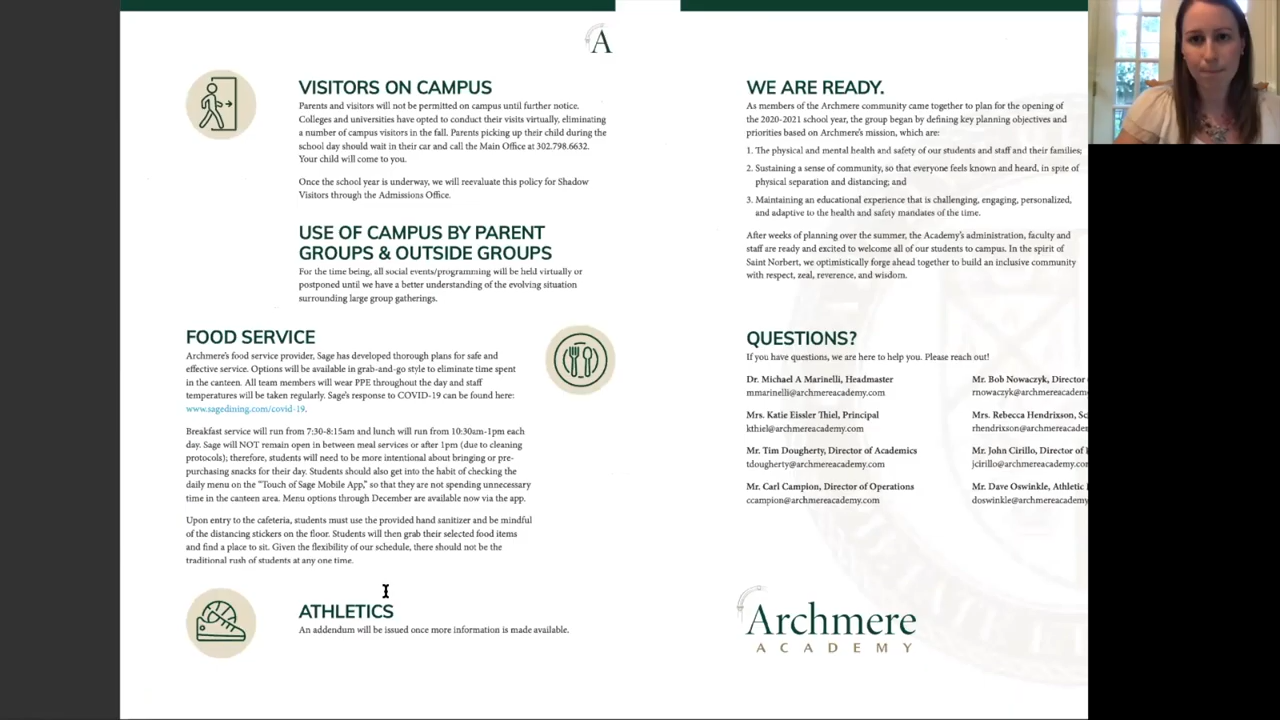 A
VISITORS ON CAMPUS
Parents and visitors will not be permitted on campus until further notice.
Colleges and universities have opted to conduct their visits virtually, eliminating
a number of campus visitors in the fall. Parents picking up their child during the
school day should wait in their car and call the Main Office at 302.798.6632.
Your child will come to you.
Once the school year is underway, we will reevaluate this policy for Shadow
Visitors through the Admissions Office.
USE OF CAMPUS BY PARENT
GROUPS & OUTSIDE GROUPS
For the time being, all social events/programming will be held virtually or
postponed until we have a better understanding of the evolving situation
surrounding large group gatherings.
FOOD SERVICE
Archmere's food service provider, Sage has developed thorough plans for safe and
effective service. Options will be available in grab-and-go style to eliminate time spent
in the canteen. All team members will wear PPE throughout the day and staff
temperatures will be taken regularly. Sage's response to COVID-19 can be found here:
www.sagedining.com/covid-19.
Breakfast service will run from 7:30-8:15am and lunch will run from 10:30am-1pm each
day. Sage will NOT remain open in between meal services or after 1pm (due to cleaning
protocols); therefore, students will need to be more intentional about bringing or pre-
purchasing snacks for their day. Students should also get into the habit of checking the
daily menu on the "Touch of Sage Mobile App," so that they are not spending unnecessary
time in the canteen area. Menu options through December are available now via the app.
Upon entry to the cafeteria, students must use the provided hand sanitizer and be mindful
of the distancing stickers on the floor. Students will then grab their selected food items
and find a place to sit. Given the flexibility of our schedule, there should not be the
traditional rush of students at any one time.
ATHLETICS
An addendum will be issued once more information is made available.
WE ARE READY.
As members of the Archmere community came together to plan for the opening of
the 2020-2021 school year, the group began by defining key planning objectives and
priorities based on Archmere's mission, which are:
1. The physical and mental health and safety of our students and staff and their families;
2. Sustaining a sense of community, so that everyone feels known and heard, in spite of
physical separation and distancing; and
3. Maintaining an educational experience that is challenging, engaging, personalized,
and adaptive to the health and safety mandates of the time.
After weeks of planning over the summer, the Academy's administration, faculty and
staff are ready and excited to welcome all of our students to campus. In the spirit of
Saint Norbert, we optimistically forge ahead together to build an inclusive community
with respect, zeal, reverence, and wisdom.
QUESTIONS?
If you have questions, we are here to help you. Please reach out!
Dr. Michael A Marinelli, Headmaster
mmarinelli@archmereacademy.com
Mrs. Katie Eissler Thiel, Principal
kthiel@archmereacademy.com
Mr. Tim Dougherty, Director of Academics
tdougherty@archmereacademy.com
Mr. Carl Campion, Director of Operations
ccampion@archmereacademy.com
Mr. Bob Nowaczyk, Director
rnowaczyk@archmereacadem
Mrs. Rebecca Hendrixson, Sc
rhendrixson@archmereacade
Mr. John Cirillo, Director of
jcirillo@archmereacademy.co
Mr. Dave Oswinkle, Athletic
doswinkle@archmereacadem
Archmere
ACADEMY